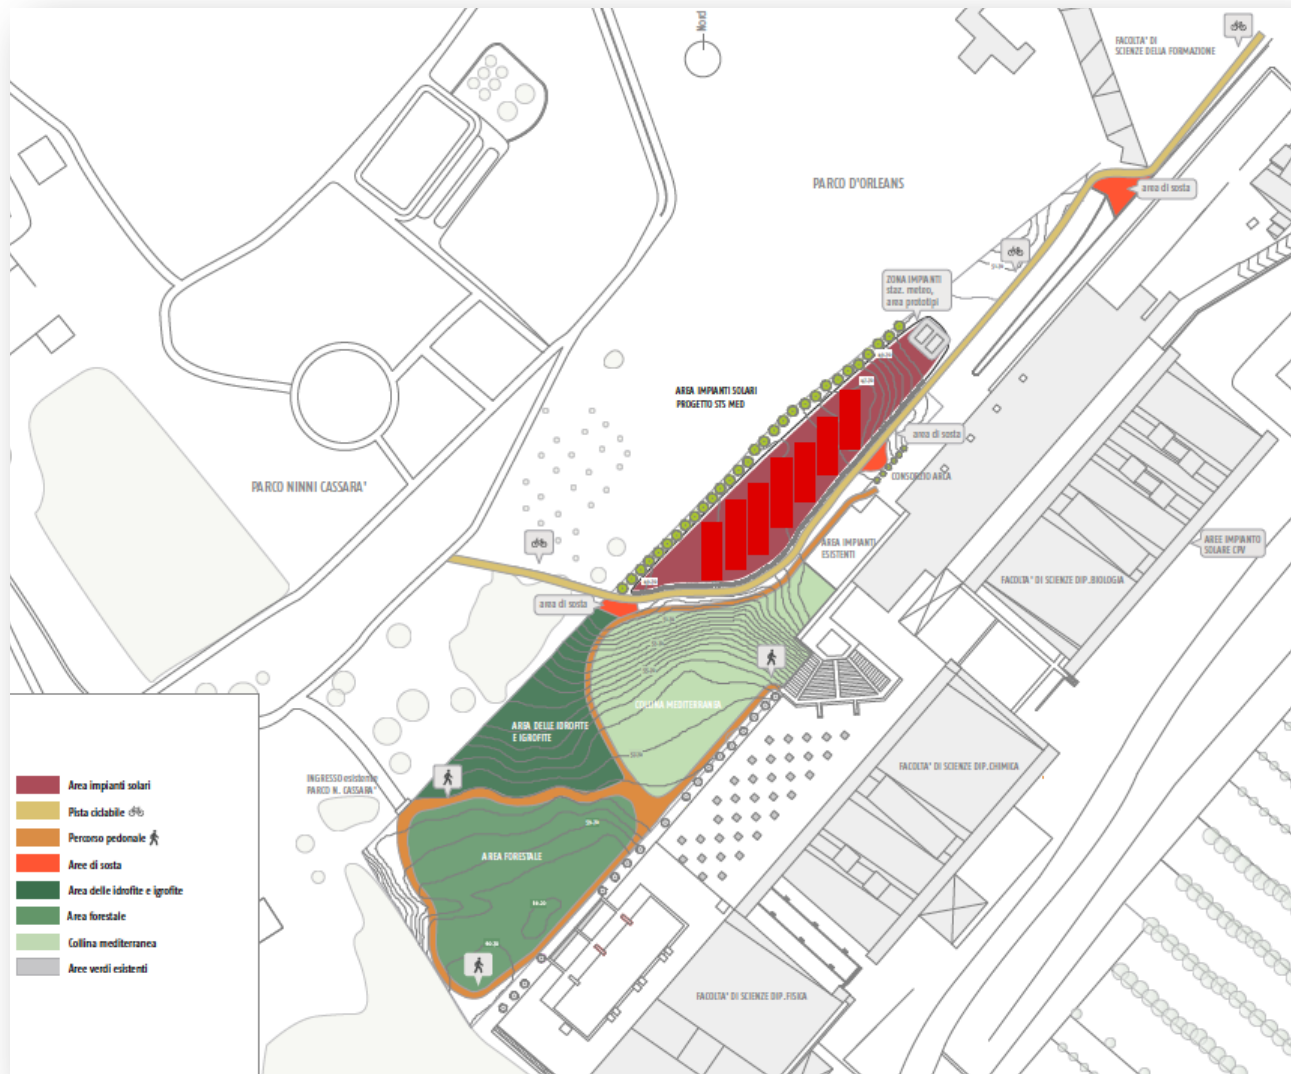 Nord
FACOLTA' DI
SCIENZE DELLA FORMAZIONE
PARCO D'ORLEANS
area di sosta
ZONA IMPIANTI
staz. meteo,
area prototipi
AREA IMPIANTI SOLARI
PROGETTO STS MED
area di sosta
CONSORZIO ARCA
PARCO NINNI CASSARA'
AREA IMPIANTI
ESISTENTI
AREE IMPIANTO
SOLARE CPV
FACOLTA' DI SCIENZE DIP.BIOLOGIA
area di sosta
COLLINA MEDITERRANEA
AREA DELLE IDROFITE
E IGROFITE
FACOLTA' DI SCIENZE DIP.CHIMICA
INGRESSO esistente
PARCO N. CASSARA'
AREA FORESTALE
FACOLTA' DI SCIENZE DIP.FISICA
Area impianti solari
Pista ciclabile
Percorso pedonale
Aree di sosta
Area delle idrofite e igrofite
Area forestale
Collina mediterranea
Aree verdi esistenti